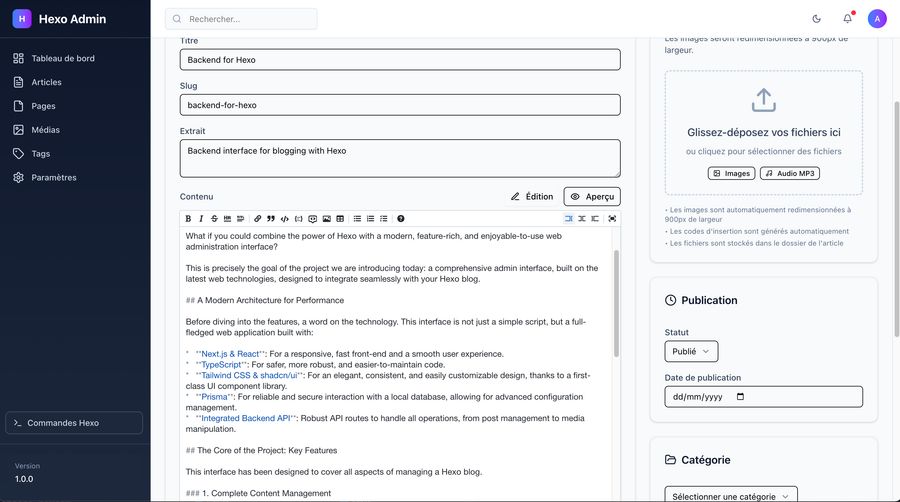 H
Hexo Admin
Tableau de bord
Articles
Pages
Médias
Tags
Paramètres
Commandes Hexo
Version
1.0.0
Rechercher...
A
Titre
Backend for Hexo
Slug
backend-for-hexo
Extrait
Backend interface for blogging with Hexo
Contenu
Édition
Aperçu
What if you could combine the power of Hexo with a modern, feature-rich, and enjoyable-to-use web
administration interface?
This is precisely the goal of the project we are introducing today: a comprehensive admin interface, built on the
latest web technologies, designed to integrate seamlessly with your Hexo blog.
## A Modern Architecture for Performance
Before diving into the features, a word on the technology. This interface is not just a simple script, but a full-
fledged web application built with:
* **Next.js & React**: For a responsive, fast front-end and a smooth user experience.
* **TypeScript**: For safer, more robust, and easier-to-maintain code.
* **Tailwind CSS & shadcn/ui**: For an elegant, consistent, and easily customizable design, thanks to a first-
class UI component library.
* **Prisma**: For reliable and secure interaction with a local database, allowing for advanced configuration
management.
* **Integrated Backend API**: Robust API routes to handle all operations, from post management to media
manipulation.
## The Core of the Project: Key Features
This interface has been designed to cover all aspects of managing a Hexo blog.
### 1. Complete Content Management
Les images seront redimensionnées à 900px de
largeur.
Glissez-déposez vos fichiers ici
ou cliquez pour sélectionner des fichiers
Images
Audio MP3
• Les images sont automatiquement redimensionnées à
900px de largeur
• Les codes d'insertion sont générés automatiquement
• Les fichiers sont stockés dans le dossier de l'article
Publication
Statut
Publié
Date de publication
dd/mm/yyyy
Catégorie
Sélectionner une catégorie